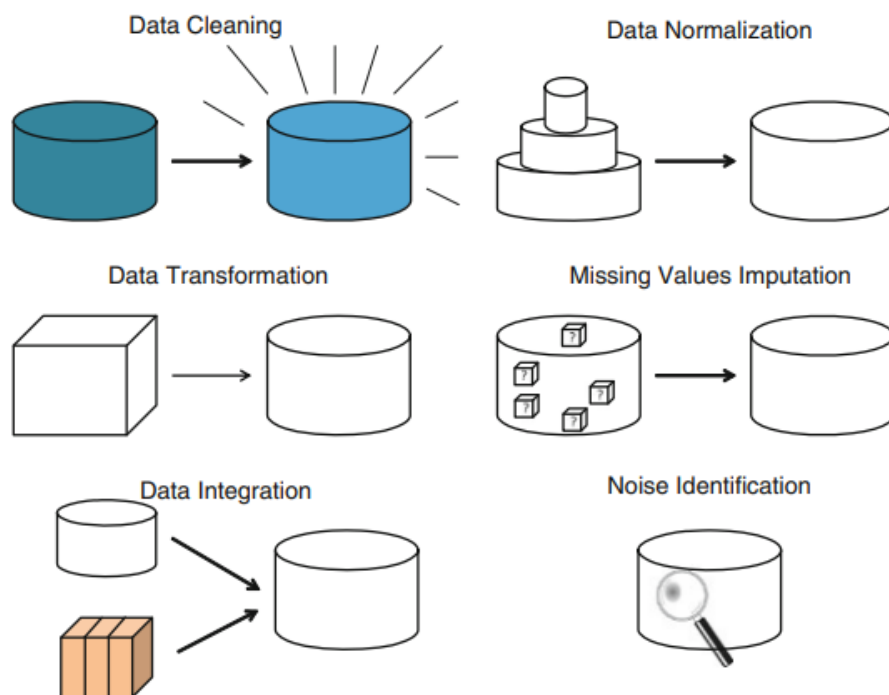 Data Cleaning
Data Normalization
Data Transformation
Missing Values Imputation
?
?
?
?
?
Data Integration
Noise Identification